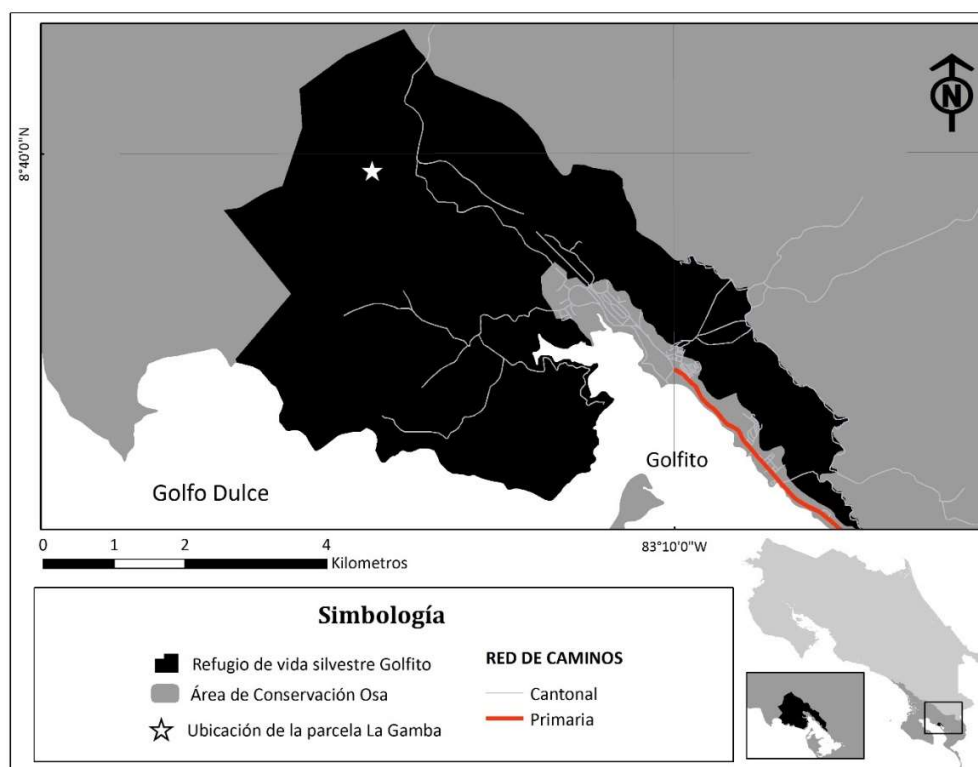 N
8°40'0"N
Golfito
Golfo Dulce
83°10'0"W
0 1 2 4
Kilometros
Simbología
Refugio de vida silvestre Golfito
Área de Conservación Osa
Ubicación de la parcela La Gamba
RED DE CAMINOS
Cantonal
Primaria